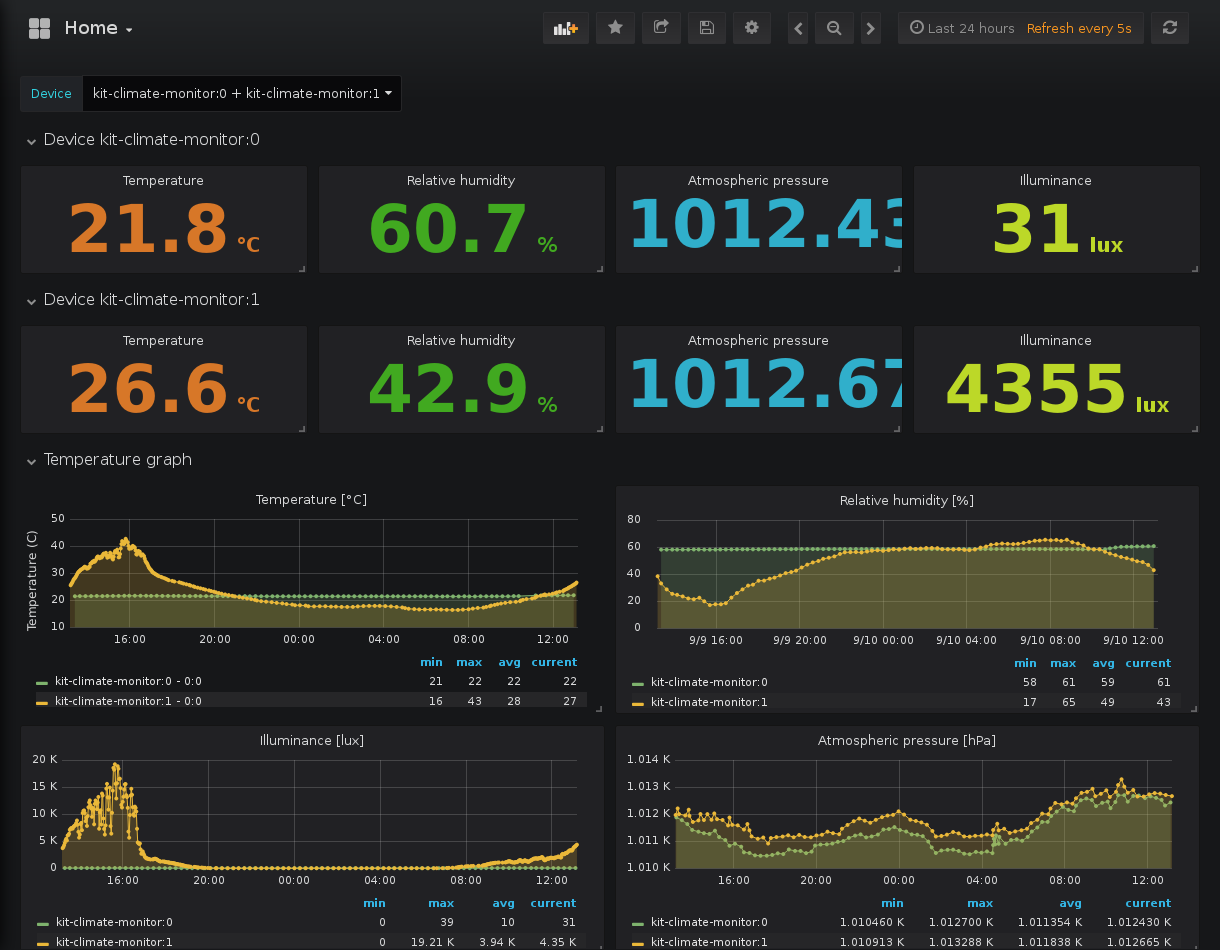 Home
Last 24 hours Refresh every 5s
Device kit-climate-monitor:0 + kit-climate-monitor:1
Device kit-climate-monitor:0
Temperature Relative humidity Atmospheric pressure Illuminance
21.8 °C 60.7 % 1012.43 31 lux
Device kit-climate-monitor:1
Temperature Relative humidity Atmospheric pressure Illuminance
26.6 °C 42.9 % 1012.67 4355 lux
Temperature graph
Temperature [°C]
Temperature (C)
50
40
30
20
10
16:00 20:00 00:00 04:00 08:00 12:00
min max avg current
kit-climate-monitor:0 - 0:0 21 22 22 22
kit-climate-monitor:1 - 0:0 16 43 28 27
Relative humidity [%]
80
60
40
20
0
9/9 16:00 9/9 20:00 9/10 00:00 9/10 04:00 9/10 08:00 9/10 12:00
min max avg current
kit-climate-monitor:0 58 61 59 61
kit-climate-monitor:1 17 65 49 43
Illuminance [lux]
20 K
15 K
10 K
5 K
0
16:00 20:00 00:00 04:00 08:00 12:00
min max avg current
kit-climate-monitor:0 0 39 10 31
kit-climate-monitor:1 0 19.21 K 3.94 K 4.35 K
Atmospheric pressure [hPa]
1.014 K
1.013 K
1.012 K
1.011 K
1.010 K
16:00 20:00 00:00 04:00 08:00 12:00
min max avg current
kit-climate-monitor:0 1.010460 K 1.012700 K 1.011354 K 1.012430 K
kit-climate-monitor:1 1.010913 K 1.013288 K 1.011838 K 1.012665 K